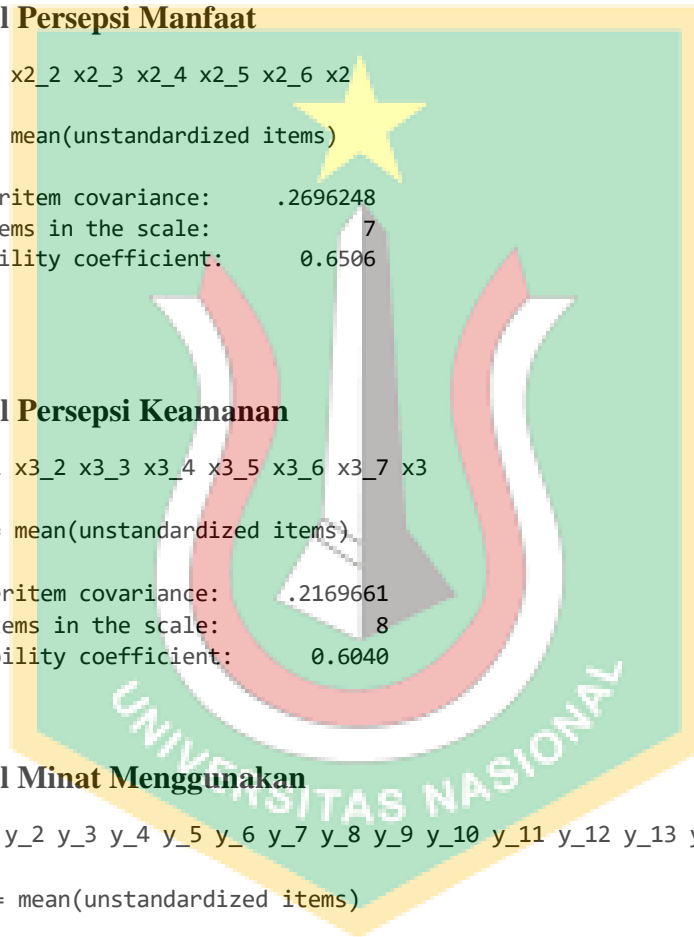 l Persepsi Manfaat
x2_2 x2_3 x2_4 x2_5 x2_6 x2
mean(unstandardized items)
ritem covariance: .2696248
ems in the scale: 7
ility coefficient: 0.6506
l Persepsi Keamanan
x3_2 x3_3 x3_4 x3_5 x3_6 x3_7 x3
= mean(unstandardized items)
eritem covariance: .2169661
tems in the scale: 8
bility coefficient: 0.6040
UNIVERSITAS NASIONAL
l Minat Menggunakan
y_2 y_3 y_4 y_5 y_6 y_7 y_8 y_9 y_10 y_11 y_12 y_13 y
= mean(unstandardized items)